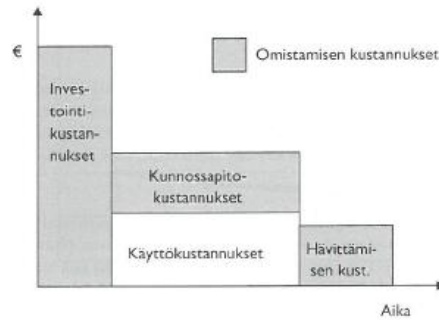 €
Omistamisen kustannukset
Inves-
tointi-
kustan-
nukset
Kunnossapito-
kustannukset
Käyttökustannukset
Hävittämi-
sen kust.
Aika